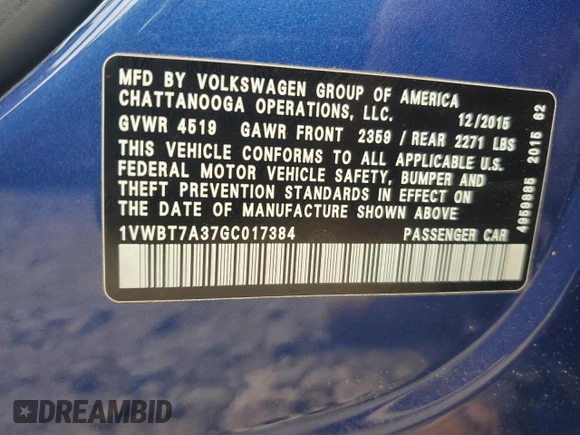 MFD BY VOLKSWAGEN GROUP OF AMERICA
CHATTANOOGA OPERATIONS, LLC. 12/2015
GVWR 4519 GAWR FRONT 2359 / REAR 2271 LBS
THIS VEHICLE CONFORMS TO ALL APPLICABLE U.S.
FEDERAL MOTOR VEHICLE SAFETY, BUMPER AND
THEFT PREVENTION STANDARDS IN EFFECT ON
THE DATE OF MANUFACTURE SHOWN ABOVE
1VWBT7A37GC017384 PASSENGER CAR
4959885 2015 62
DREAMBID